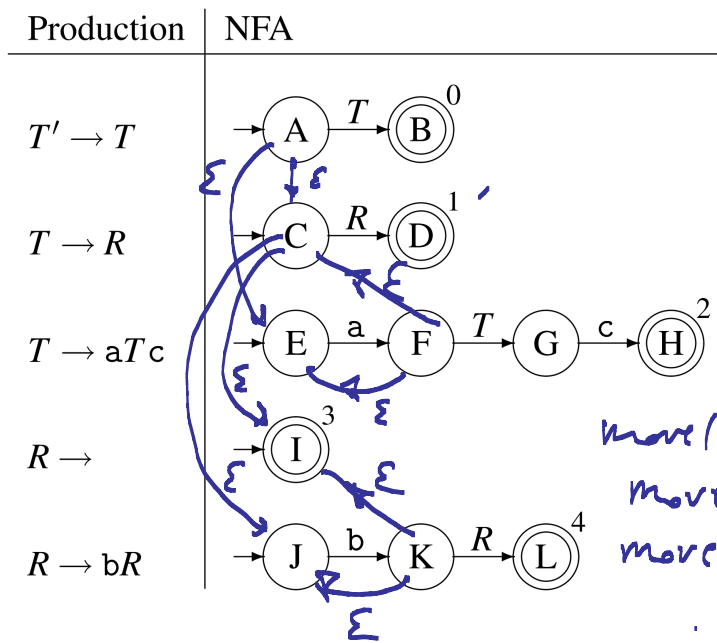 Production NFA
T 0
T′ → T A B
ε ε
R 1
T → R C D
ε
a T c 2
T → aTc E F G H
ε ε
3
R → I
move(
ε ε
move
b R 4
R → bR J K L
move
ε